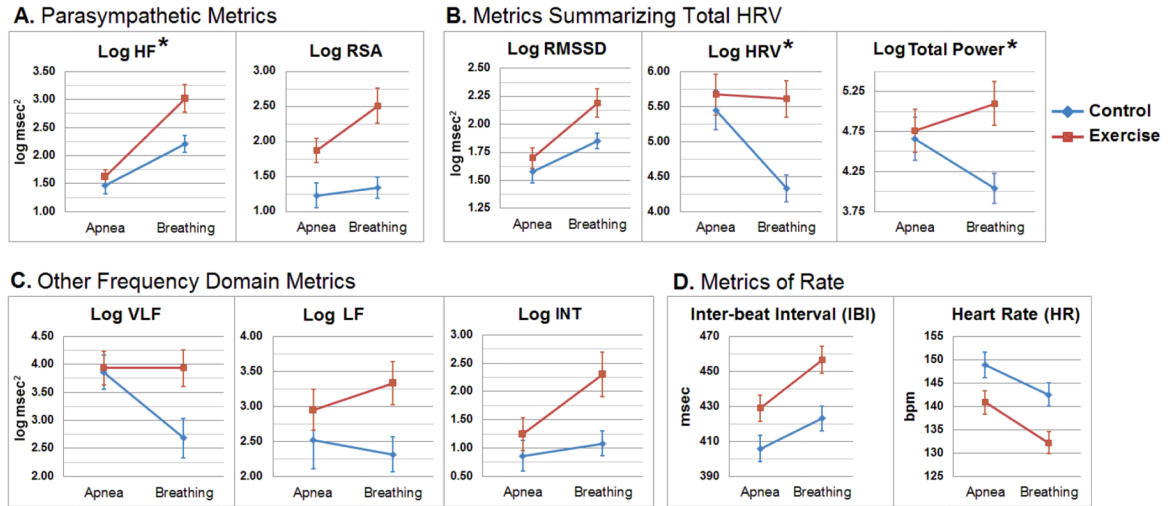 A. Parasympathetic Metrics
Log HF*
log msec²
3.50
3.00
2.50
2.00
1.50
1.00
Apnea Breathing
Log RSA
3.00
2.50
2.00
1.50
1.00
Apnea Breathing
B. Metrics Summarizing Total HRV
Log RMSSD
log msec²
2.50
2.25
2.00
1.75
1.50
1.25
Apnea Breathing
Log HRV*
6.00
5.50
5.00
4.50
4.00
Apnea Breathing
Log Total Power*
5.25
4.75
4.25
3.75
Apnea Breathing
Control
Exercise
C. Other Frequency Domain Metrics
Log VLF
log msec²
4.50
4.00
3.50
3.00
2.50
2.00
Apnea Breathing
Log LF
4.00
3.50
3.00
2.50
2.00
Apnea Breathing
Log INT
3.00
2.50
2.00
1.50
1.00
0.50
Apnea Breathing
D. Metrics of Rate
Inter-beat Interval (IBI)
msec
470
450
430
410
390
Apnea Breathing
Heart Rate (HR)
bpm
155
150
145
140
135
130
125
Apnea Breathing